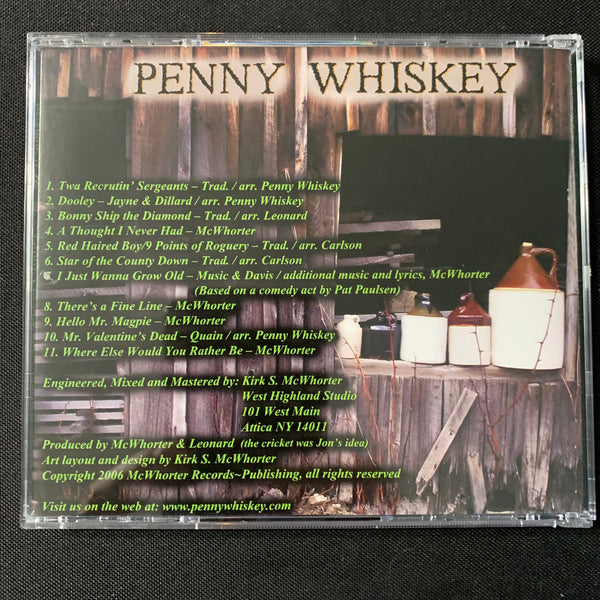 PENNY WHISKEY
1. Twa Recrutin' Sergeants – Trad. / arr. Penny Whiskey
2. Dooley – Jayne & Dillard / arr. Penny Whiskey
3. Bonny Ship the Diamond – Trad. / arr. Leonard
4. A Thought I Never Had – McWhorter
5. Red Haired Boy/9 Points of Roguery – Trad. / arr. Carlson
6. Star of the County Down – Trad. / arr. Carlson
6. I Just Wanna Grow Old – Music & Davis / additional music and lyrics, McWhorter
(Based on a comedy act by Pat Paulsen)
8. There's a Fine Line – McWhorter
9. Hello Mr. Magpie – McWhorter
10. Mr. Valentine's Dead – Quain / arr. Penny Whiskey
11. Where Else Would You Rather Be – McWhorter
Engineered, Mixed and Mastered by: Kirk S. McWhorter
West Highland Studio
101 West Main
Attica NY 14011
Produced by McWhorter & Leonard (the cricket was Jon's idea)
Art layout and design by Kirk S. McWhorter
Copyright 2006 McWhorter Records~Publishing, all rights reserved
Visit us on the web at: www.pennywhiskey.com